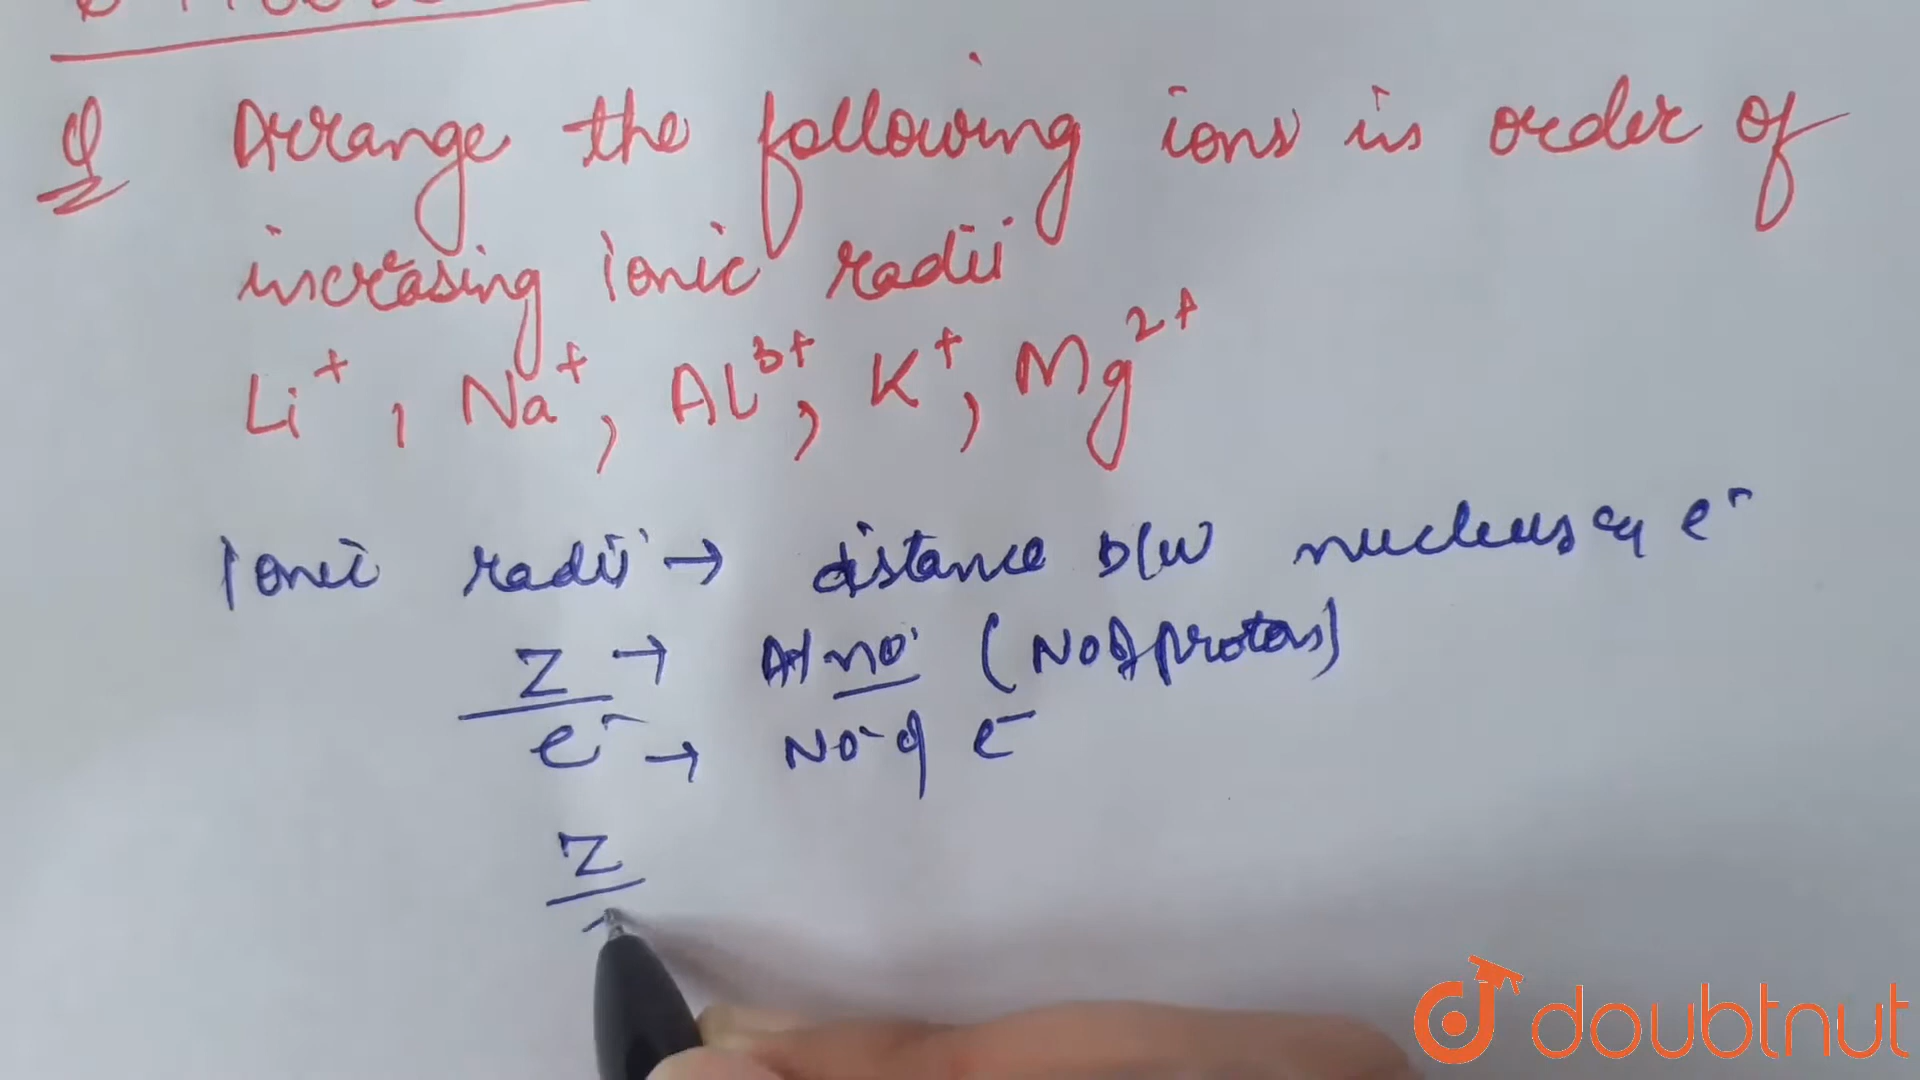 Q Arrange the following ions in order of
increasing ionic radii
Li⁺, Na⁺, Al³⁺, K⁺, Mg²⁺
Ionic radii → distance b/w nucleus & e⁻
Z → At no. (No of protons)
e⁻ → No. of e⁻
Z
doubtnut